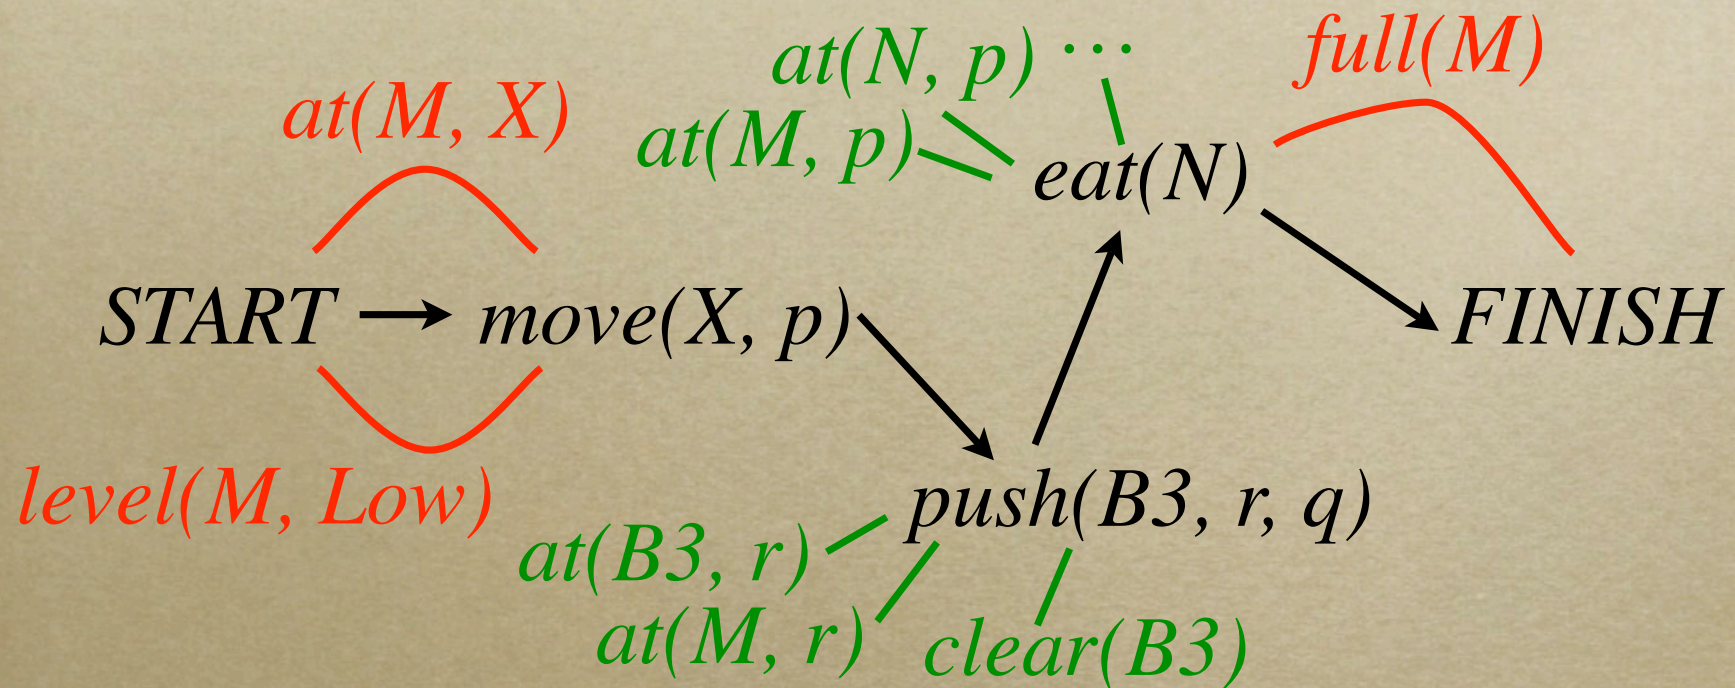 at(N, p) ...
full(M)
at(M, X)
at(M, p)
eat(N)
START
move(X, p)
FINISH
level(M, Low)
push(B3, r, q)
at(B3, r)
at(M, r)
clear(B3)